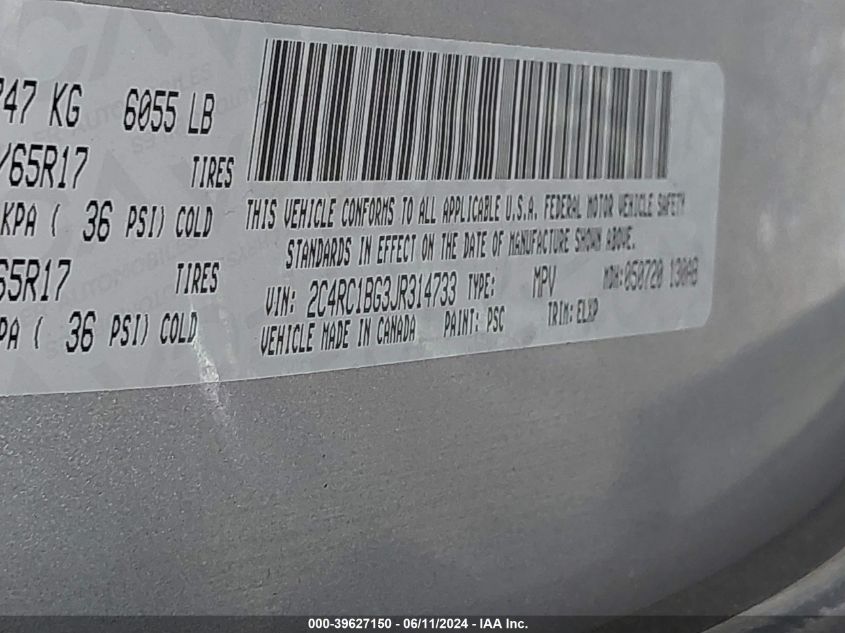 747 KG 6055 LB
/65R17 TIRES
KPA ( 36 PSI) COLD
65R17 TIRES
PA ( 36 PSI) COLD
THIS VEHICLE CONFORMS TO ALL APPLICABLE U.S.A. FEDERAL MOTOR VEHICLE SAFETY
STANDARDS IN EFFECT ON THE DATE OF MANUFACTURE SHOWN ABOVE.
VIN: 2C4RC1BG3JR314733 TYPE: MPV MDH:050720 130AB
VEHICLE MADE IN CANADA PAINT: PSC TRIM: ELXP
000-39627150 - 06/11/2024 - IAA Inc.